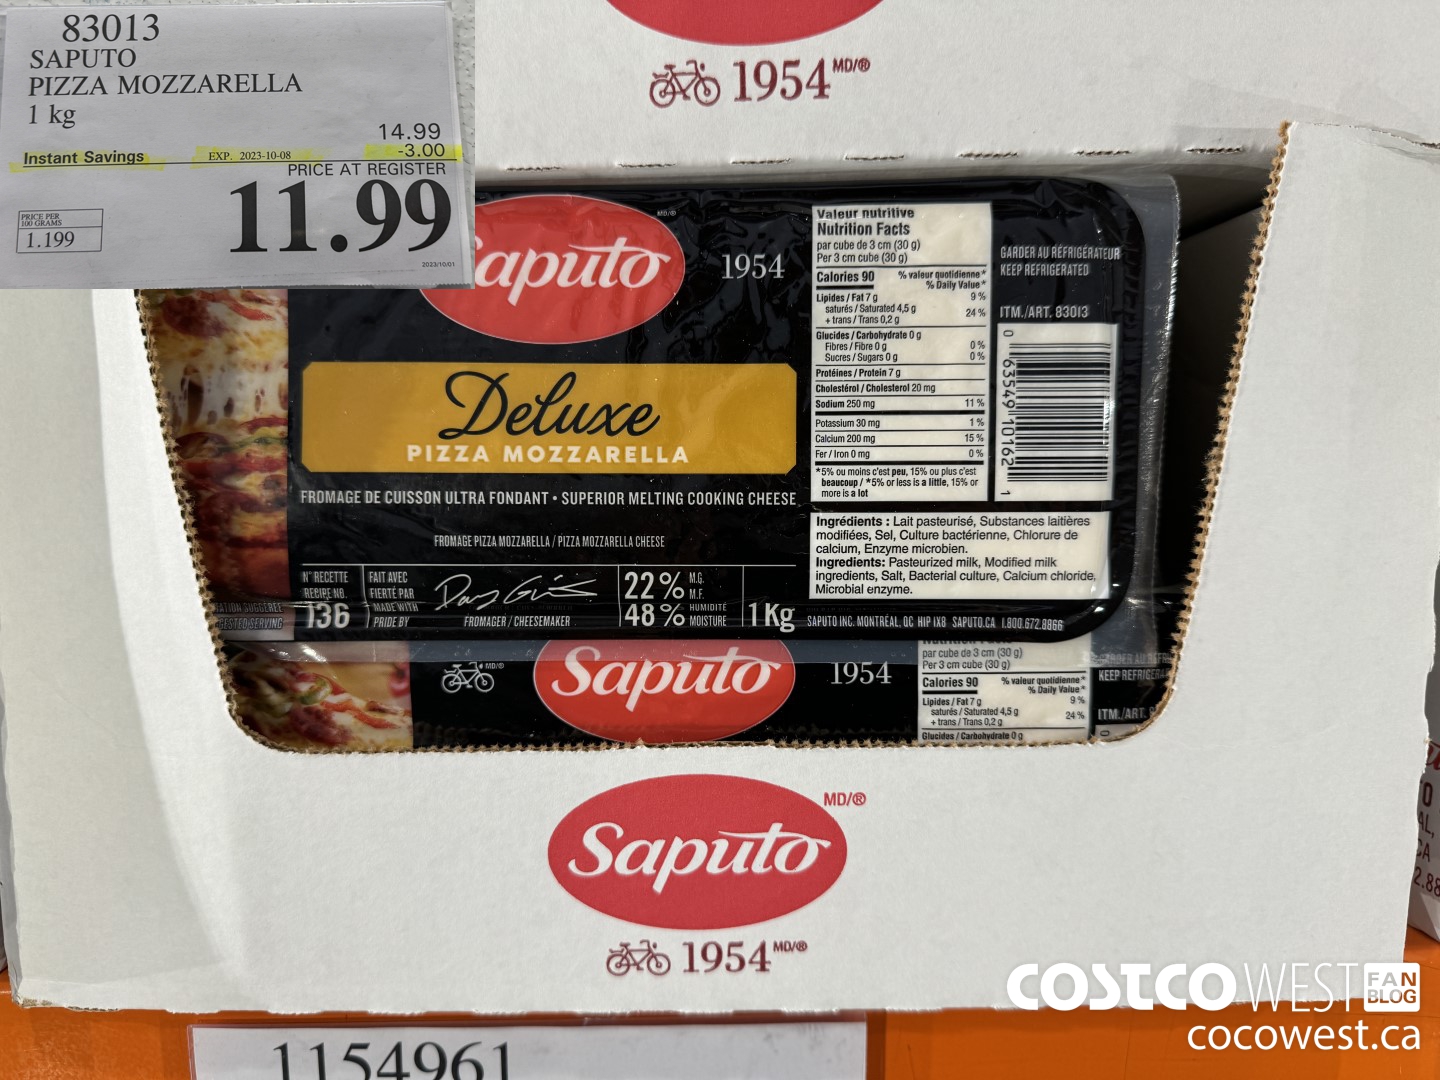 83013
SAPUTO
PIZZA MOZZARELLA
1 kg
14.99
Instant Savings EXP. 2023-10-08 -3.00
PRICE AT REGISTER
11.99
PRICE PER
100 GRAMS
1.199
2023/10/01
1954 MD/®
Saputo MD/®
1954
Deluxe
PIZZA MOZZARELLA
FROMAGE DE CUISSON ULTRA FONDANT • SUPERIOR MELTING COOKING CHEESE
FROMAGE PIZZA MOZZARELLA / PIZZA MOZZARELLA CHEESE
N° RECETTE
RECIPE NO.
136
FAIT AVEC
FIERTÉ PAR
MADE WITH
PRIDE BY
FROMAGER / CHEESEMAKER
22% M.G. M.F.
48% HUMIDITÉ MOISTURE
1Kg
SAPUTO INC. MONTRÉAL, QC H1P 1X8 SAPUTO.CA 1.800.672.8866
Valeur nutritive
Nutrition Facts
par cube de 3 cm (30 g)
Per 3 cm cube (30 g)
Calories 90 % valeur quotidienne*
% Daily Value*
Lipides / Fat 7 g 9 %
saturés / Saturated 4,5 g
+ trans / Trans 0,2 g 24 %
Glucides / Carbohydrate 0 g
Fibres / Fibre 0 g 0 %
Sucres / Sugars 0 g 0 %
Protéines / Protein 7 g
Cholestérol / Cholesterol 20 mg
Sodium 250 mg 11 %
Potassium 30 mg 1 %
Calcium 200 mg 15 %
Fer / Iron 0 mg 0 %
*5% ou moins c'est peu, 15% ou plus c'est
beaucoup / *5% or less is a little, 15% or
more is a lot
GARDER AU RÉFRIGÉRATEUR
KEEP REFRIGERATED
ITM./ART. 83013
0 63549 10162 1
Ingrédients : Lait pasteurisé, Substances laitières
modifiées, Sel, Culture bactérienne, Chlorure de
calcium, Enzyme microbien.
Ingredients: Pasteurized milk, Modified milk
ingredients, Salt, Bacterial culture, Calcium chloride,
Microbial enzyme.
MD/®
Saputo
1954
par cube de 3 cm (30 g)
Per 3 cm cube (30 g)
Calories 90 % valeur quotidienne*
% Daily Value*
Lipides / Fat 7 g 9 %
saturés / Saturated 4,5 g
+ trans / Trans 0,2 g 24 %
Glucides / Carbohydrate 0 g
KEEP REFRIGERA
ITM./ART.
Saputo MD/®
1954 MD/®
1154961
COSTCO WEST FAN BLOG
cocowest.ca